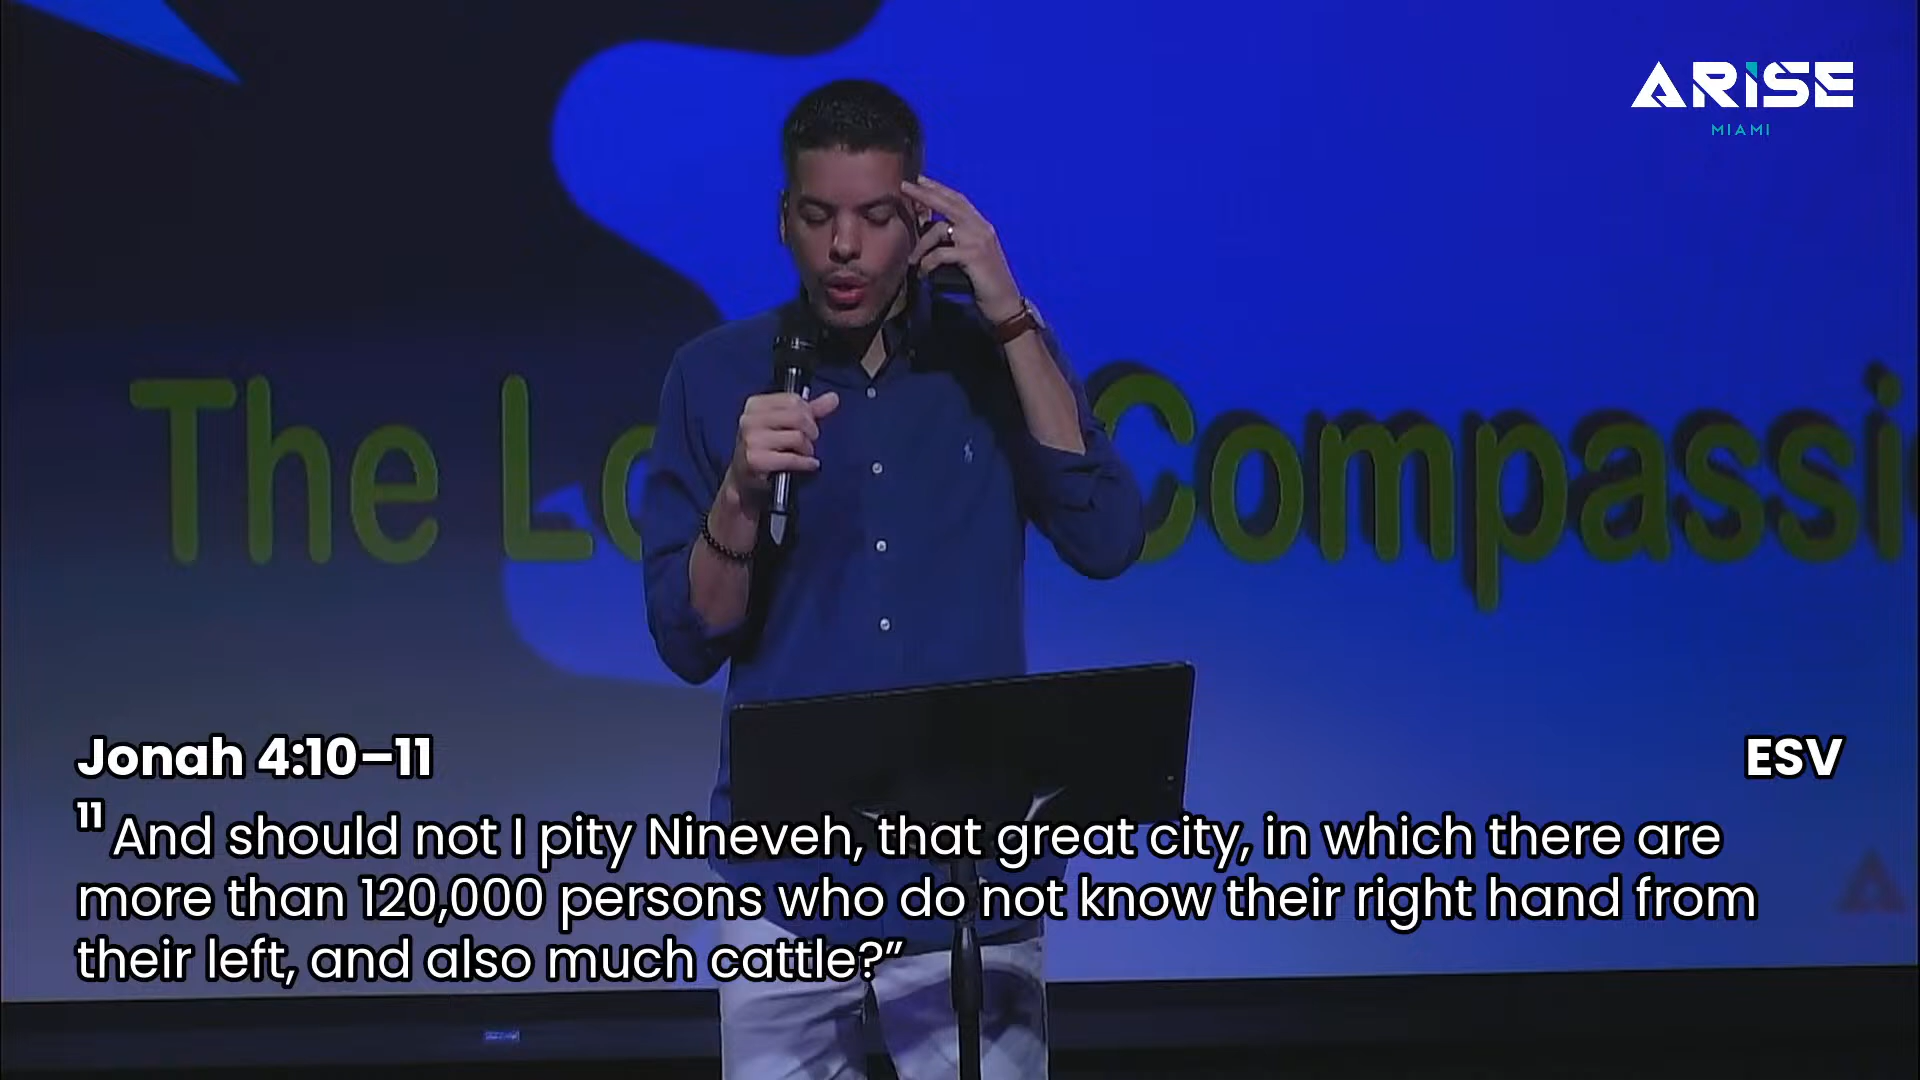 ARISE
MIAMI
The Lo Compassi
Jonah 4:10–11
ESV
11 And should not I pity Nineveh, that great city, in which there are
more than 120,000 persons who do not know their right hand from
their left, and also much cattle?”